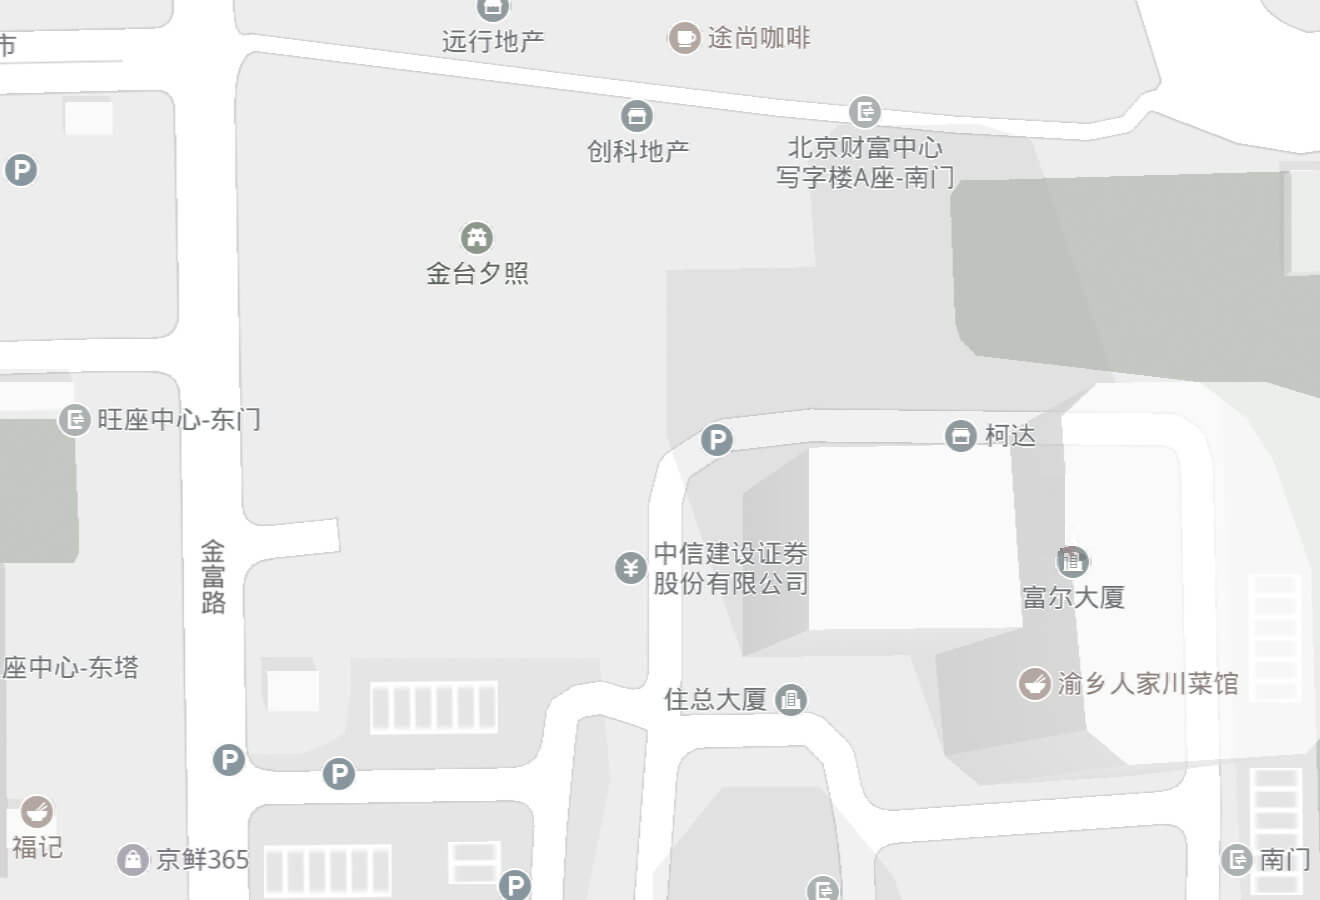 远行地产
途尚咖啡
市
创科地产
北京财富中心
写字楼A座-南门
P
金台夕照
旺座中心-东门
P
柯达
金富路
中信建设证券
股份有限公司
¥
富尔大厦
座中心-东塔
渝乡人家川菜馆
住总大厦
P
P
福记
京鲜365
P
南门